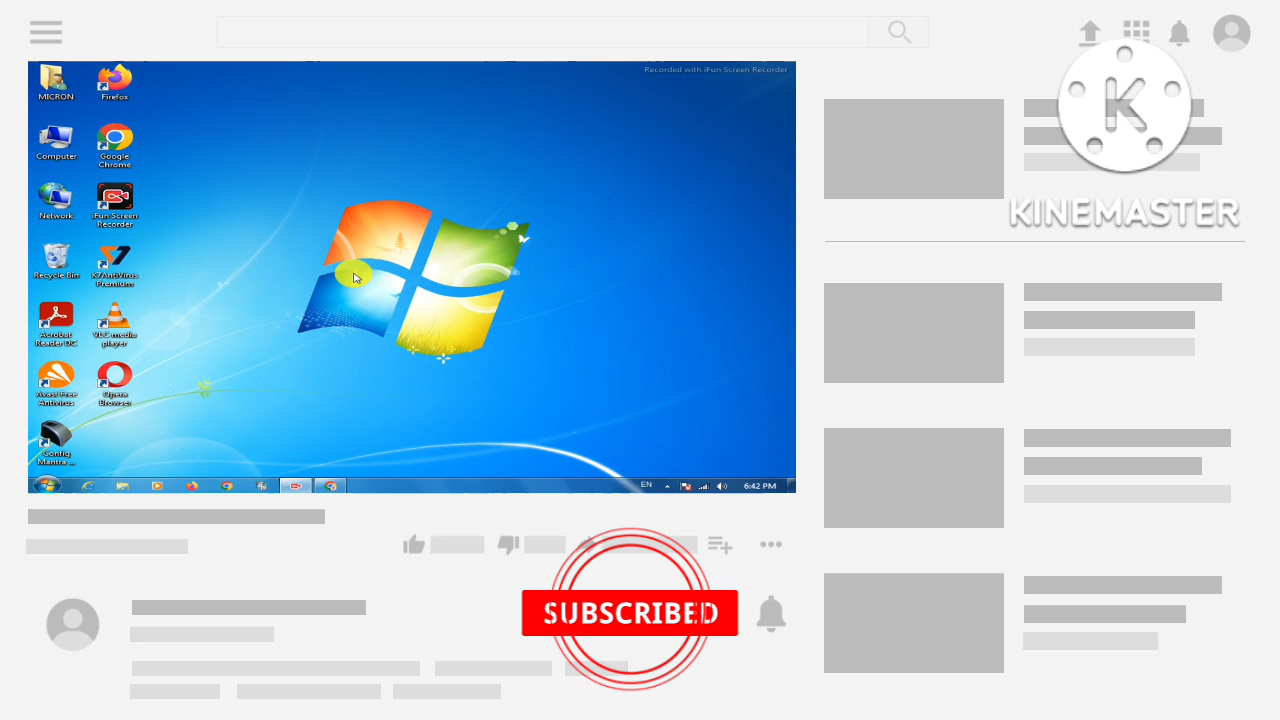 Recorded with iFun Screen Recorder
MICRON
Firefox
Computer
Google
Chrome
Network
iFun Screen
Recorder
Recycle Bin
K7AntiVirus
Premium
Acrobat
Reader DC
VLC media
player
Avast Free
Antivirus
Opera
Browser
Config
Mantra ...
EN
6:42 PM
K
KINEMASTER
SUBSCRIBED